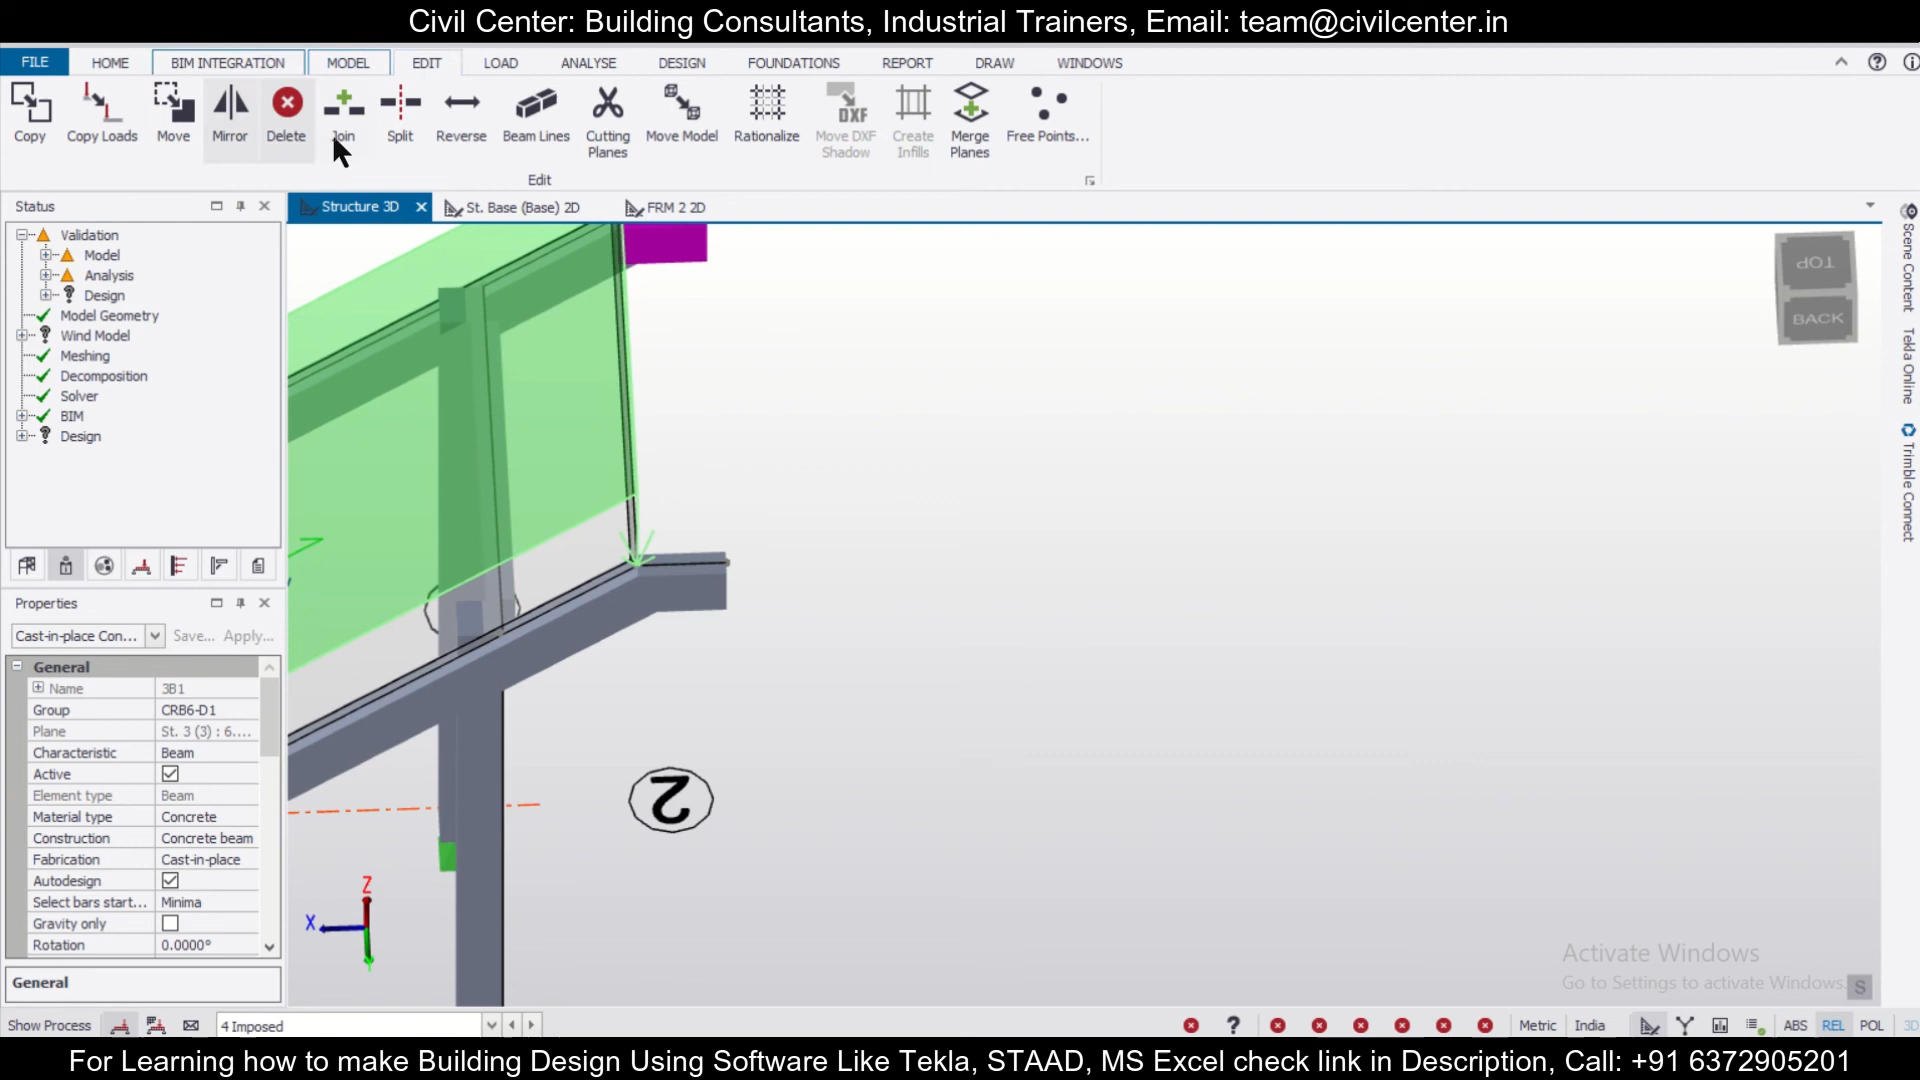 Civil Center: Building Consultants, Industrial Trainers, Email: team@civilcenter.in
FILE HOME BIM INTEGRATION MODEL EDIT LOAD ANALYSE DESIGN FOUNDATIONS REPORT DRAW WINDOWS
Copy Copy Loads Move Mirror Delete Join Split Reverse Beam Lines Cutting Planes Move Model Rationalize Move DXF Shadow Create Infills Merge Planes Free Points...
DXF
Edit
Status
Structure 3D St. Base (Base) 2D FRM 2 2D
Validation
Model
Analysis
Design
Model Geometry
Wind Model
Meshing
Decomposition
Solver
BIM
Design
Properties
Cast-in-place Con... Save... Apply...
General
Name 3B1
Group CRB6-D1
Plane St. 3 (3) : 6....
Characteristic Beam
Active
Element type Beam
Material type Concrete
Construction Concrete beam
Fabrication Cast-in-place
Autodesign
Select bars start... Minima
Gravity only
Rotation 0.0000°
General
TOP
BACK
Scene Content
Tekla Online
Trimble Connect
2
Z
X
Y
Activate Windows
Go to Settings to activate Windows.
S
Show Process 4 Imposed Metric India ABS REL POL 3D
For Learning how to make Building Design Using Software Like Tekla, STAAD, MS Excel check link in Description, Call: +91 6372905201